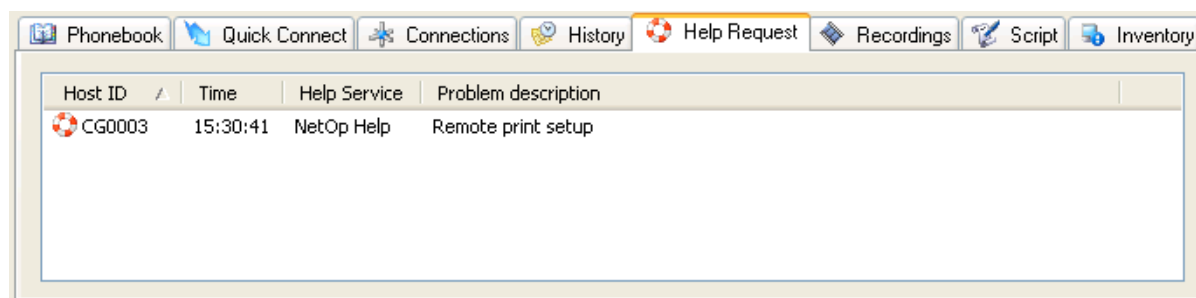 Phonebook Quick Connect Connections History Help Request Recordings Script Inventory
Host ID Time Help Service Problem description
CG0003 15:30:41 NetOp Help Remote print setup